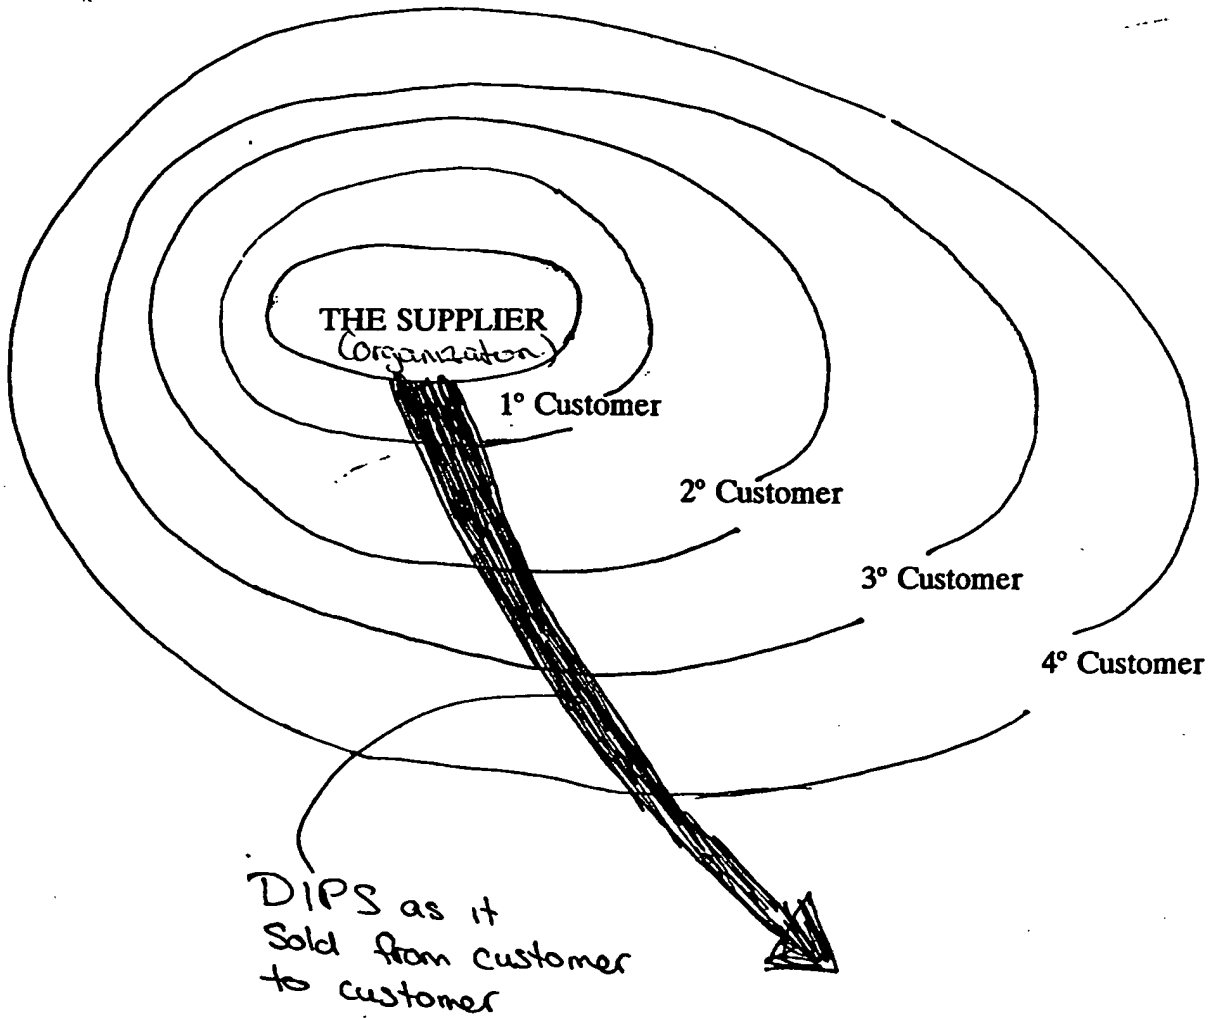 THE SUPPLIER
(organization)
1° Customer
2° Customer
3° Customer
4° Customer
DIPS as it
Sold from customer
to customer